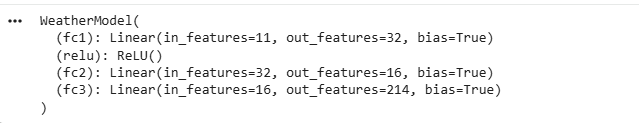 ••• WeatherModel(
(fc1): Linear(in_features=11, out_features=32, bias=True)
(relu): ReLU()
(fc2): Linear(in_features=32, out_features=16, bias=True)
(fc3): Linear(in_features=16, out_features=214, bias=True)
)